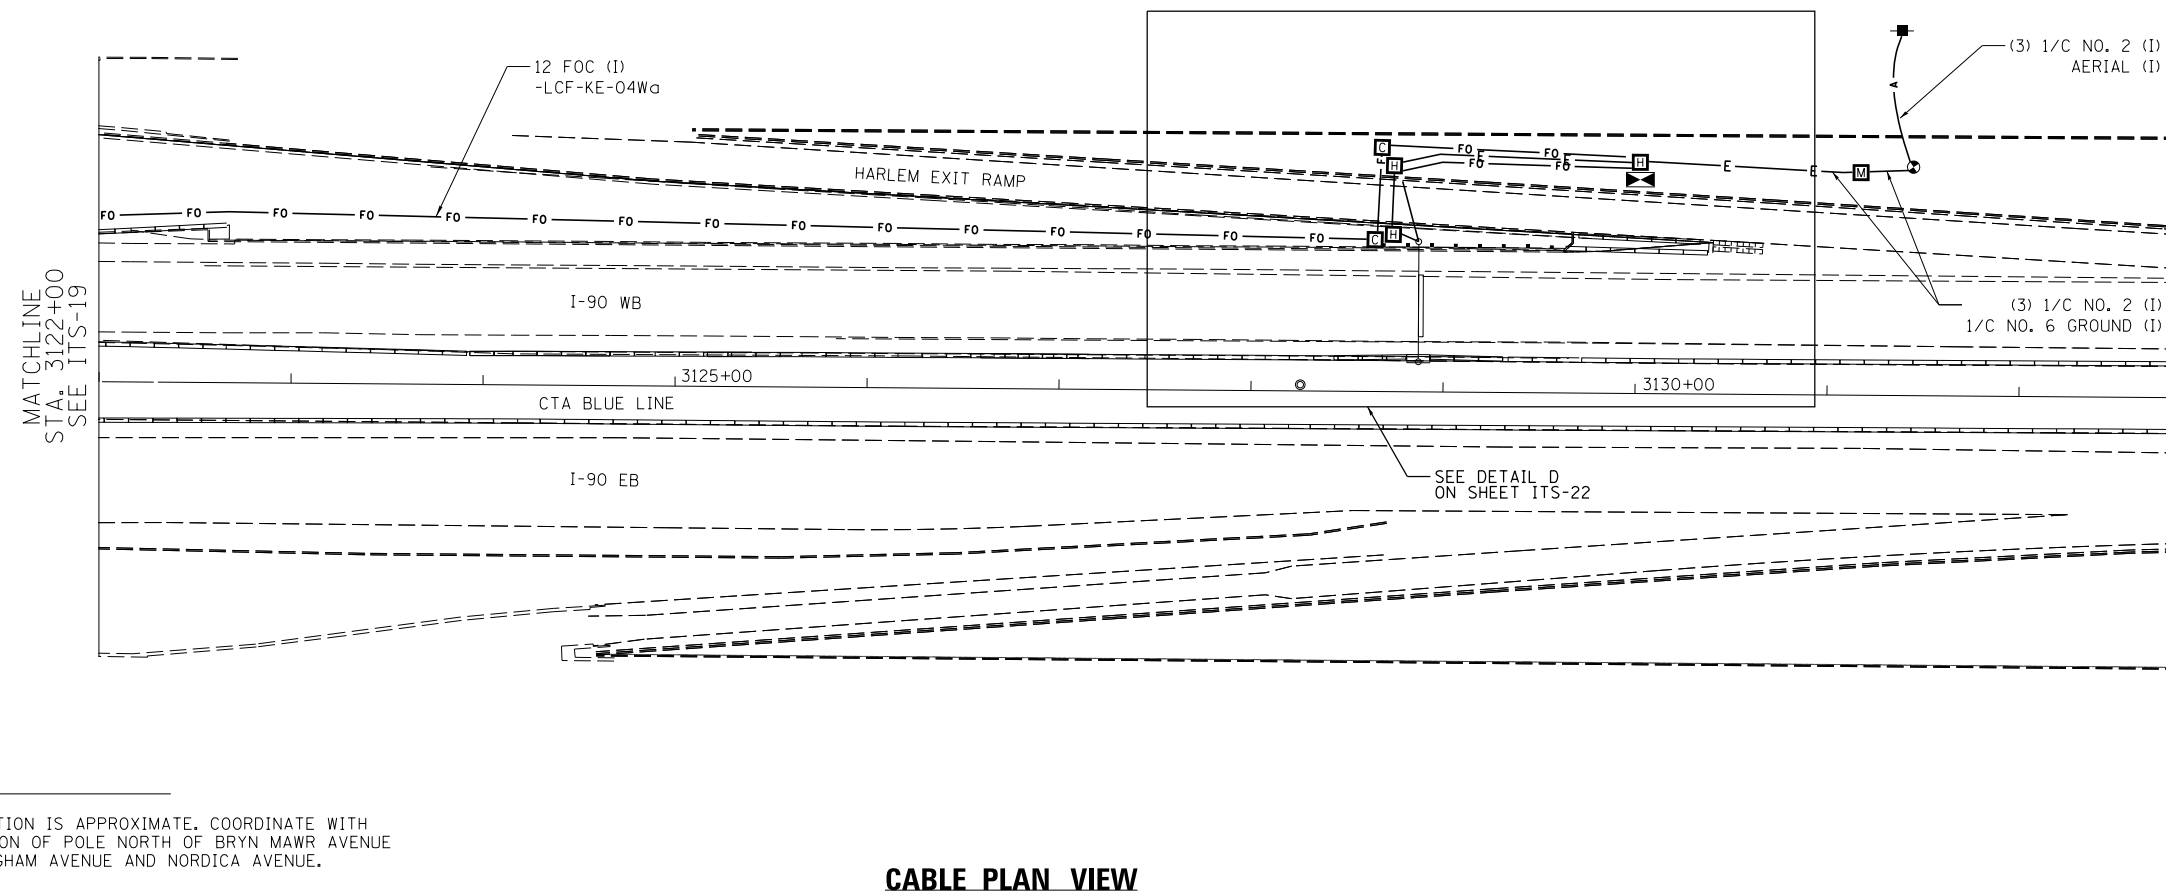 12 FOC (I)
-LCF-KE-04Wa
(3) 1/C NO. 2 (I)
AERIAL (I)
A
C
FO FO
H
E E
FO FO
H
E E
M
F
HARLEM EXIT RAMP
FO FO FO FO FO FO FO FO FO FO FO FO FO FO FO
C
H
MATCHLINE
STA. 3122+00
SEE ITS-19
I-90 WB
(3) 1/C NO. 2 (I)
1/C NO. 6 GROUND (I)
3125+00
3130+00
CTA BLUE LINE
I-90 EB
SEE DETAIL D
ON SHEET ITS-22
TION IS APPROXIMATE. COORDINATE WITH
ON OF POLE NORTH OF BRYN MAWR AVENUE
GHAM AVENUE AND NORDICA AVENUE.
CABLE PLAN VIEW